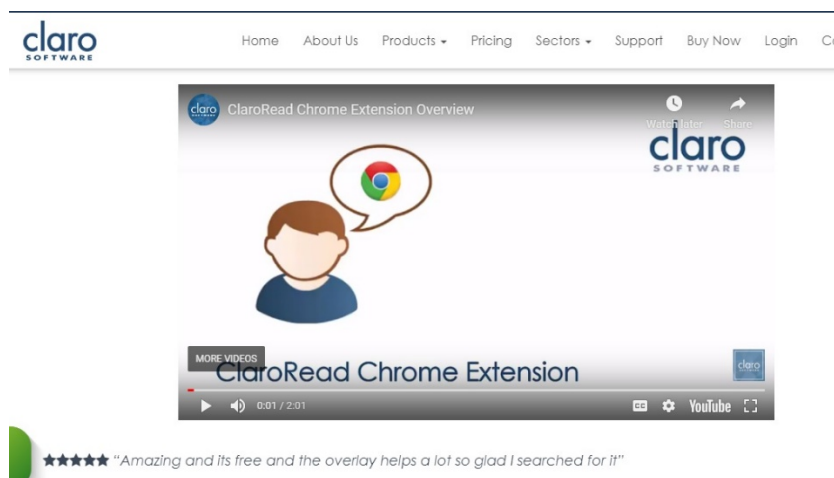 claro
SOFTWARE
Home About Us Products Pricing Sectors Support Buy Now Login
claro ClaroRead Chrome Extension Overview
Watch later Share
claro
SOFTWARE
MORE VIDEOS
ClaroRead Chrome Extension
claro
0:01 / 2:01 CC YouTube
★★★★★ “Amazing and its free and the overlay helps a lot so glad I searched for it”